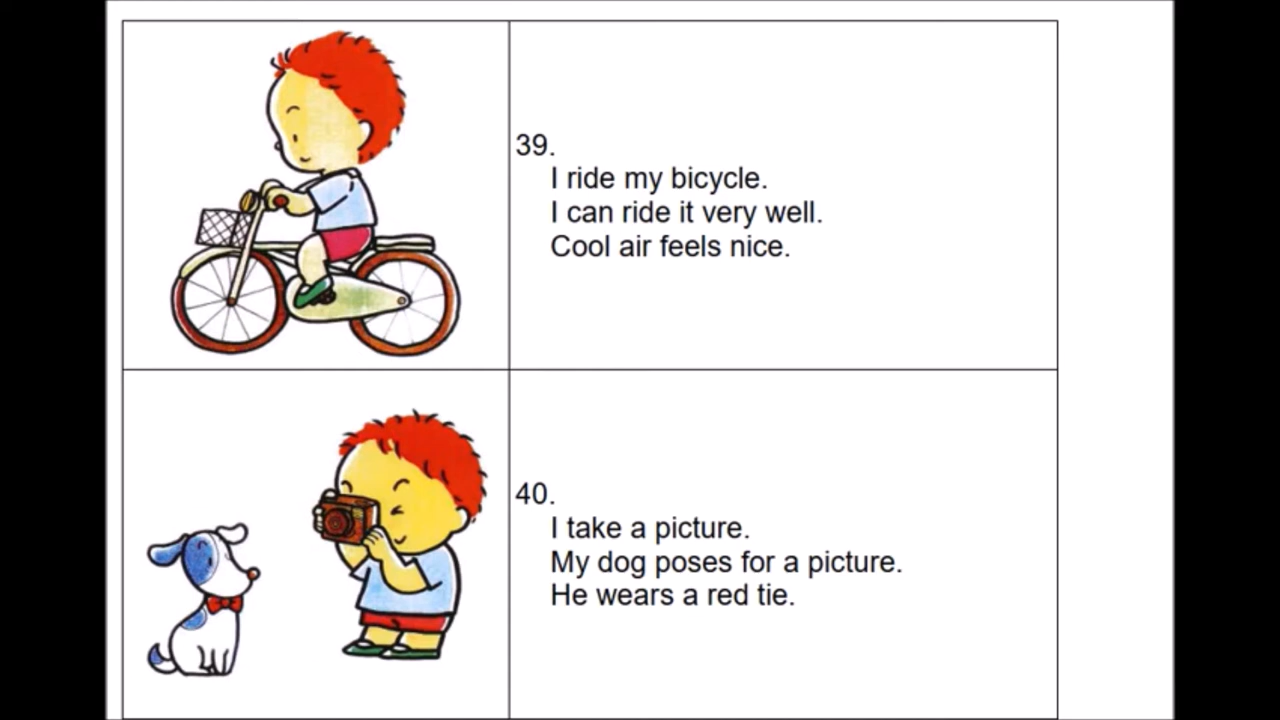 39.
I ride my bicycle.
I can ride it very well.
Cool air feels nice.
40.
I take a picture.
My dog poses for a picture.
He wears a red tie.